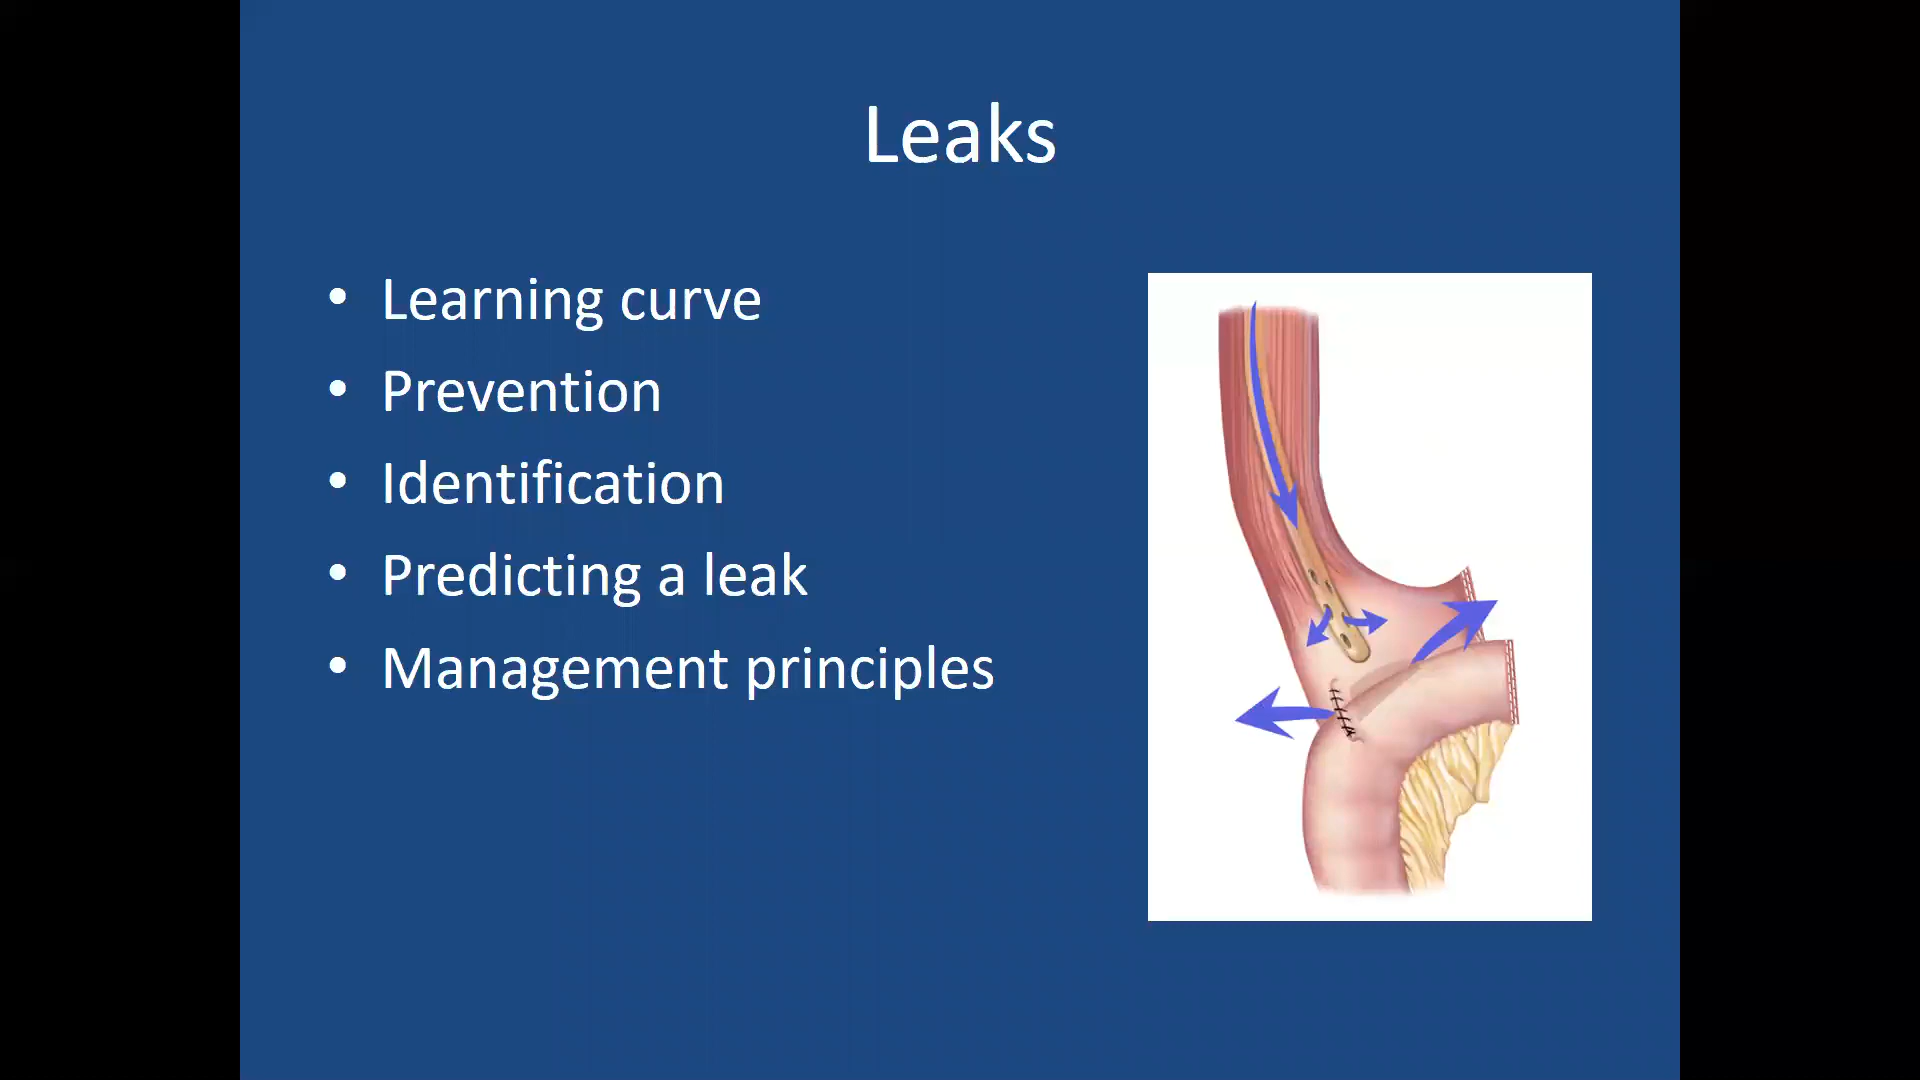 Leaks
• Learning curve
• Prevention
• Identification
• Predicting a leak
• Management principles